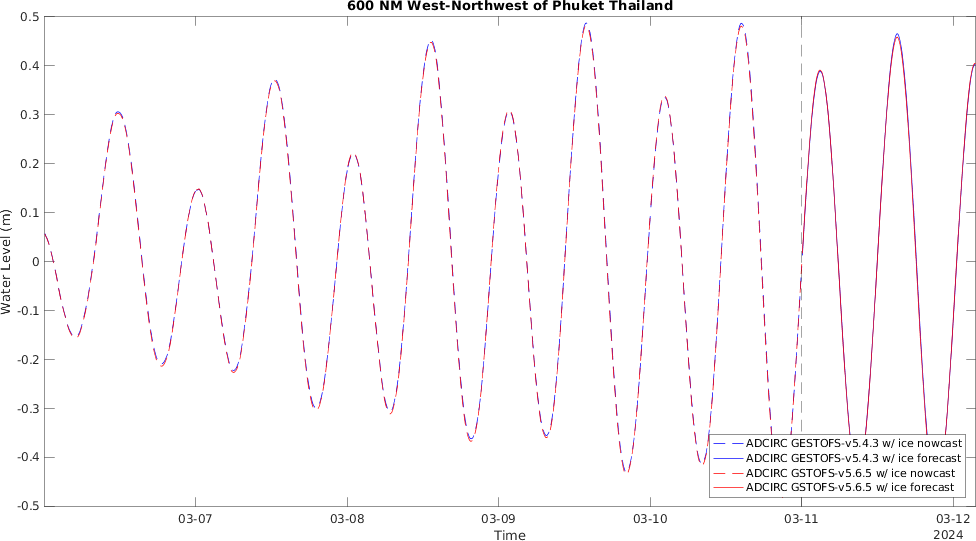 600 NM West-Northwest of Phuket Thailand
0.5
0.4
0.3
0.2
0.1
0
-0.1
-0.2
-0.3
-0.4
-0.5
Water Level (m)
ADCIRC GESTOFS-v5.4.3 w/ ice nowcast
ADCIRC GESTOFS-v5.4.3 w/ ice forecast
ADCIRC GSTOFS-v5.6.5 w/ ice nowcast
ADCIRC GSTOFS-v5.6.5 w/ ice forecast
03-07 03-08 03-09 03-10 03-11 03-12
2024
Time